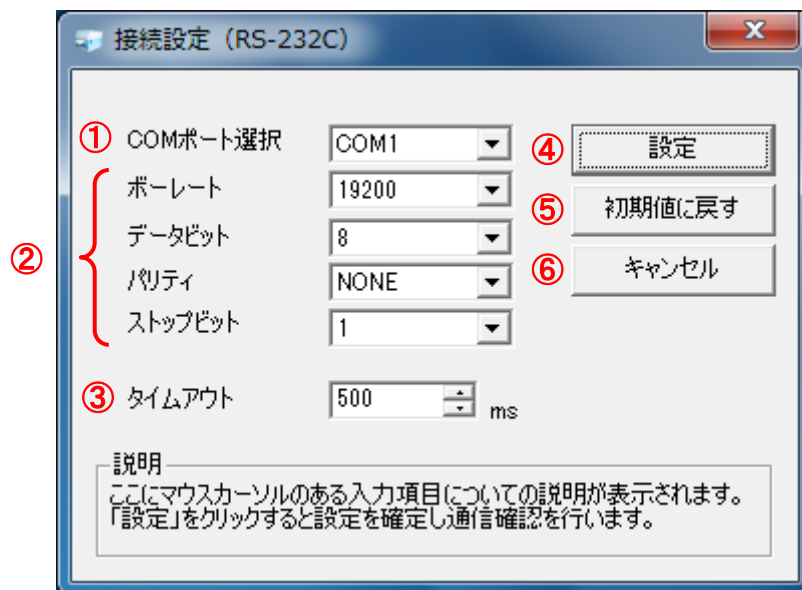 接続設定（RS-232C）
① COMポート選択 COM1 ④ 設定
② ボーレート 19200 ⑤ 初期値に戻す
データビット 8
パリティ NONE ⑥ キャンセル
ストップビット 1
③ タイムアウト 500 ms
説明
ここにマウスカーソルのある入力項目についての説明が表示されます。
「設定」をクリックすると設定を確定し通信確認を行います。